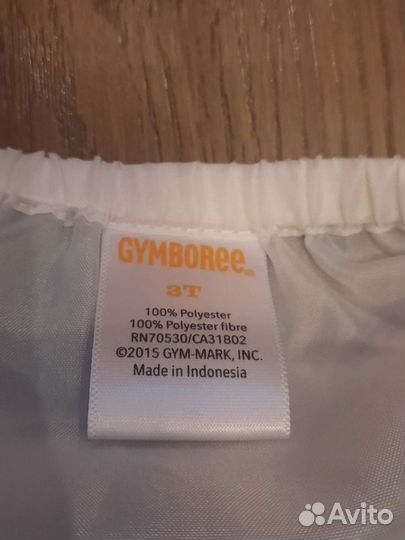 GYMBOREE
3T
100% Polyester
100% Polyester fibre
RN70530/CA31802
©2015 GYM-MARK, INC.
Made in Indonesia
Avito